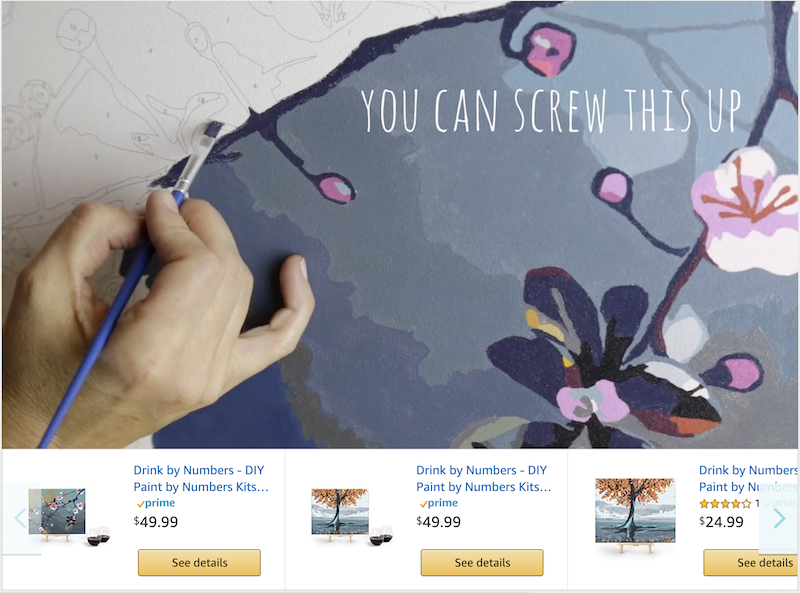 YOU CAN SCREW THIS UP
Drink by Numbers - DIY
Paint by Numbers Kits…
prime
$49.99
See details
Drink by Numbers - DIY
Paint by Numbers Kits…
prime
$49.99
See details
Drink by Numbers
Paint by
1
$24.99
See details